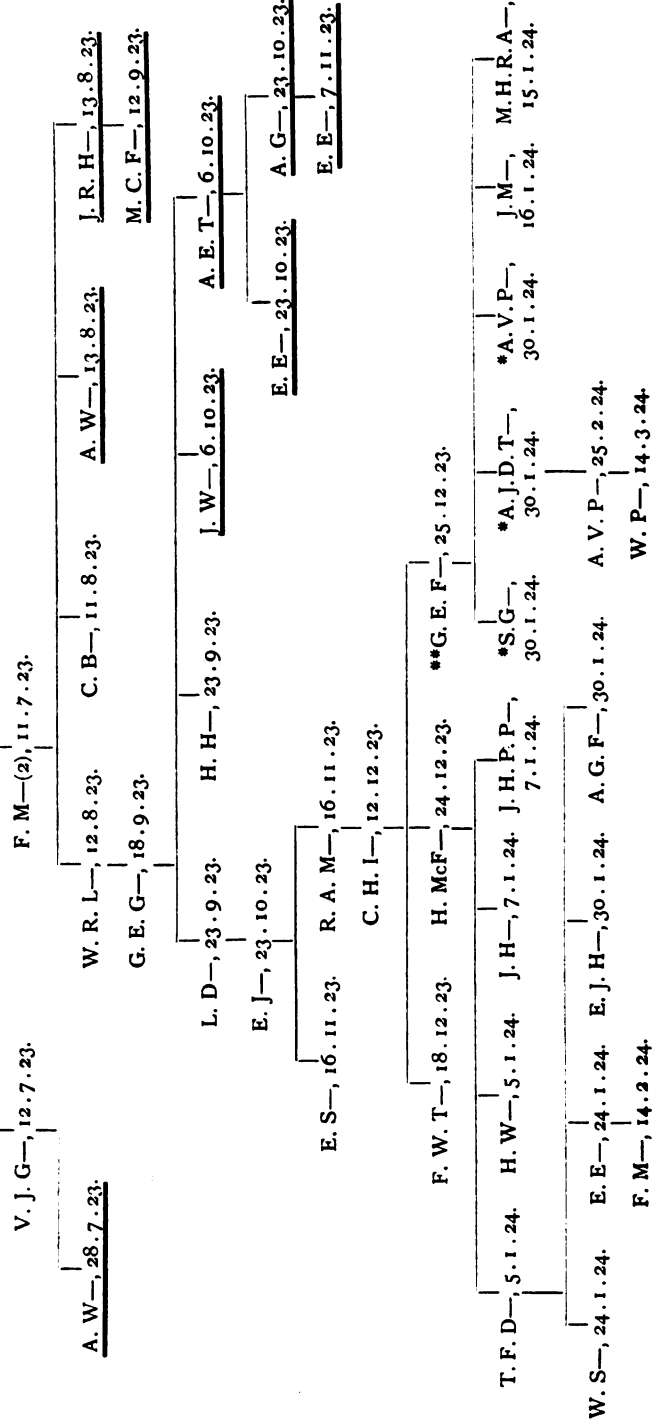 V. J. G—, 12.7.23.
F. M—(2), 11.7.23.
A. W—, 28.7.23.
W. R. L—, 12.8.23.
C. B—, 11.8.23.
A. W—, 13.8.23.
J. R. H—, 13.8.23.
G. E. G—, 18.9.23.
M. C. F—, 12.9.23.
L. D—, 23.9.23.
H. H—, 23.9.23.
J. W—, 6.10.23.
A. E. T—, 6.10.23.
E. J—, 23.10.23.
E. E—, 23.10.23.
A. G—, 23.10.23.
E. E—, 7.11.23.
E. S—, 16.11.23.
R. A. M—, 16.11.23.
C. H. I—, 12.12.23.
F. W. T—, 18.12.23.
H. McF—, 24.12.23.
**G. E. F—, 25.12.23.
T. F. D—, 5.1.24.
H. W—, 5.1.24.
J. H—, 7.1.24.
J. H. P. P—,
7.1.24.
*S. G—,
30.1.24.
*A. J. D. T—,
30.1.24.
*A. V. P—,
30.1.24.
J. M—,
16.1.24.
M. H. R. A—,
15.1.24.
W. S—, 24.1.24.
E. E—, 24.1.24.
E. J. H—, 30.1.24.
A. G. F—, 30.1.24.
A. V. P—, 25.2.24.
F. M—, 14.2.24.
W. P—, 14.3.24.